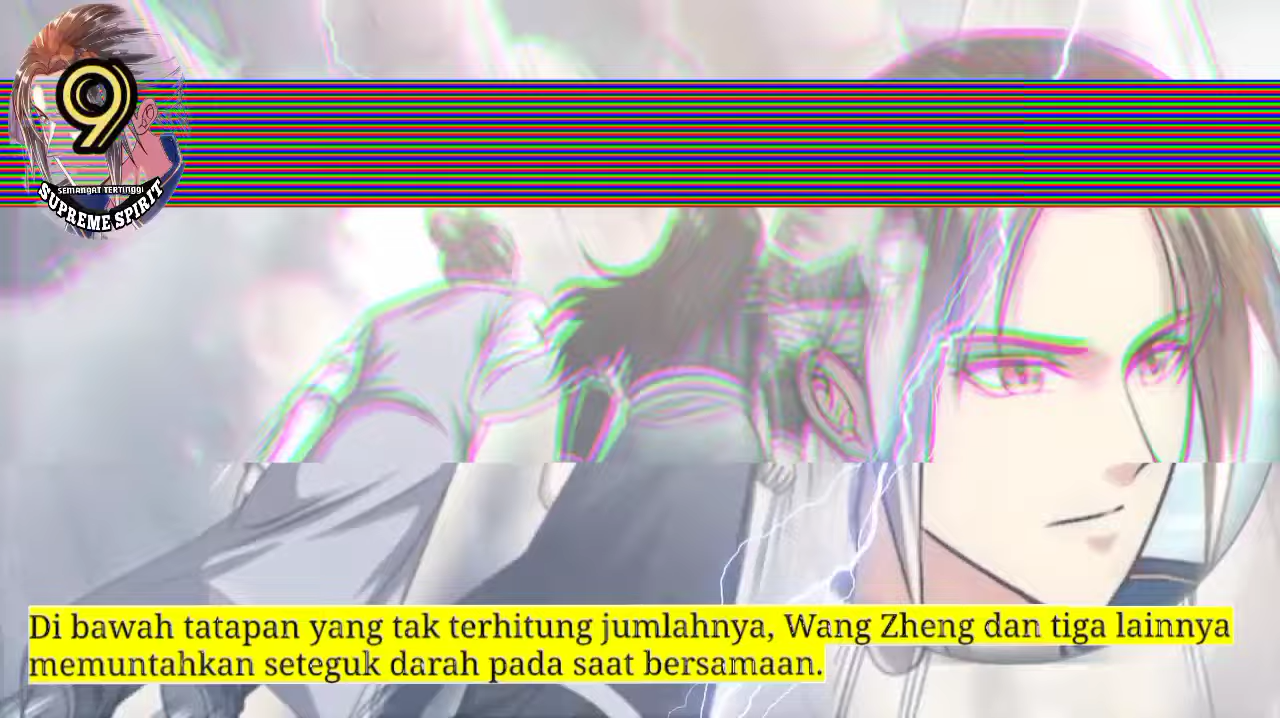 9
SEMANGAT TERTINGGI
SUPREME SPIRIT
Di bawah tatapan yang tak terhitung jumlahnya, Wang Zheng dan tiga lainnya
memuntahkan seteguk darah pada saat bersamaan.